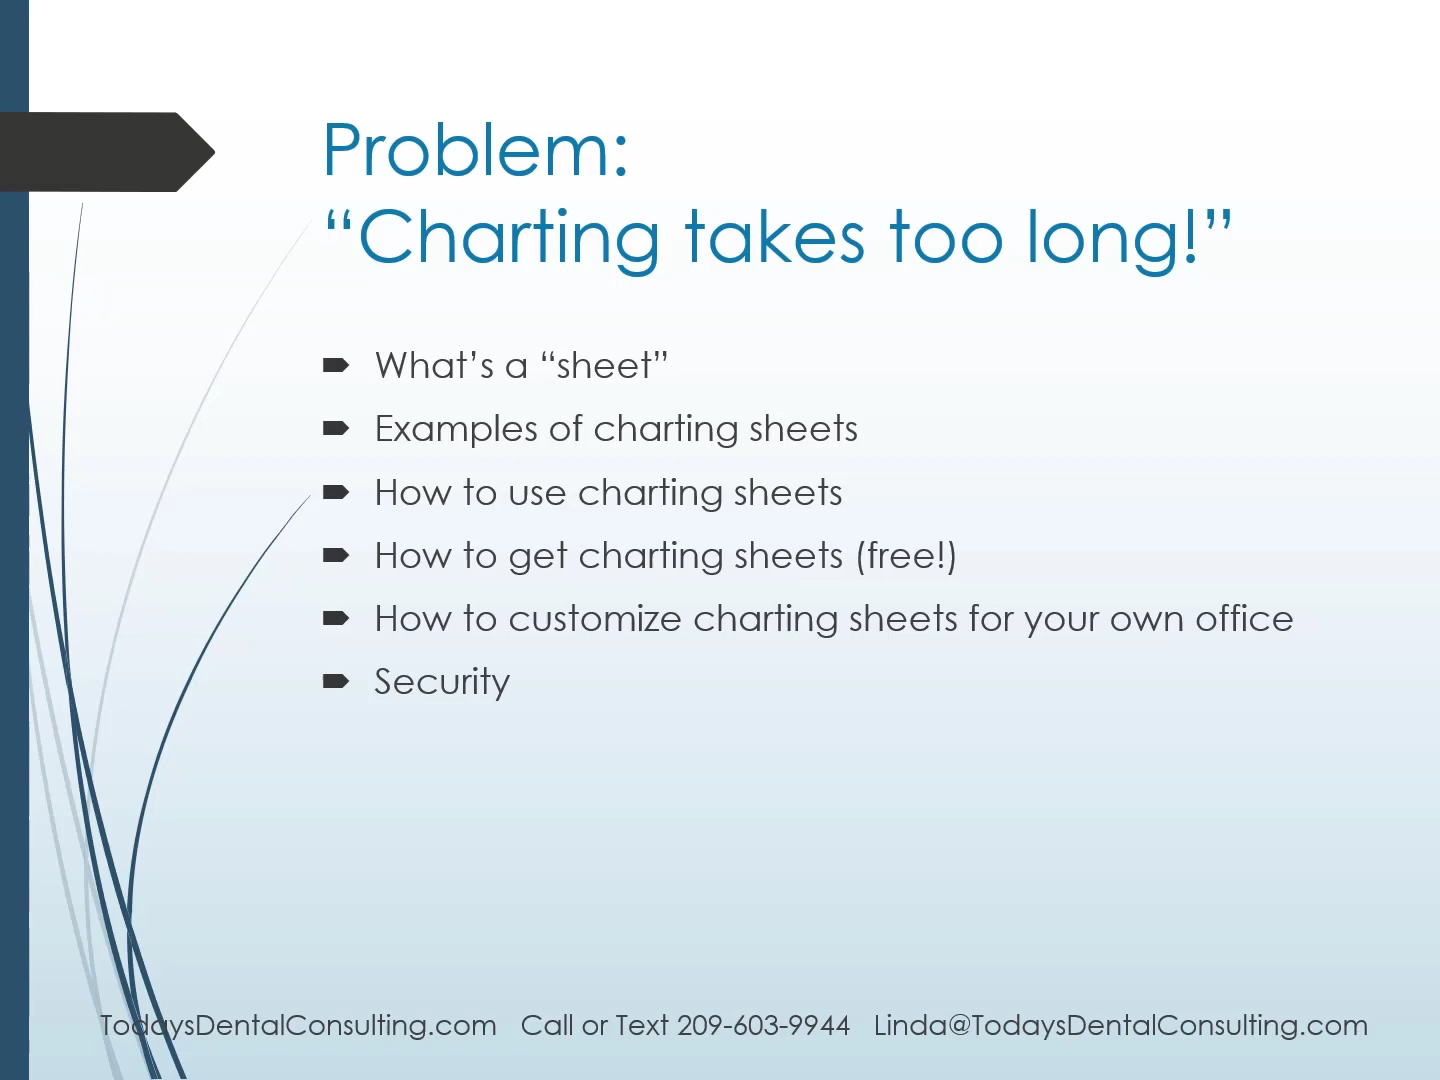 Problem:
“Charting takes too long!”
What’s a “sheet”
Examples of charting sheets
How to use charting sheets
How to get charting sheets (free!)
How to customize charting sheets for your own office
Security
TodaysDentalConsulting.com   Call or Text 209-603-9944   Linda@TodaysDentalConsulting.com